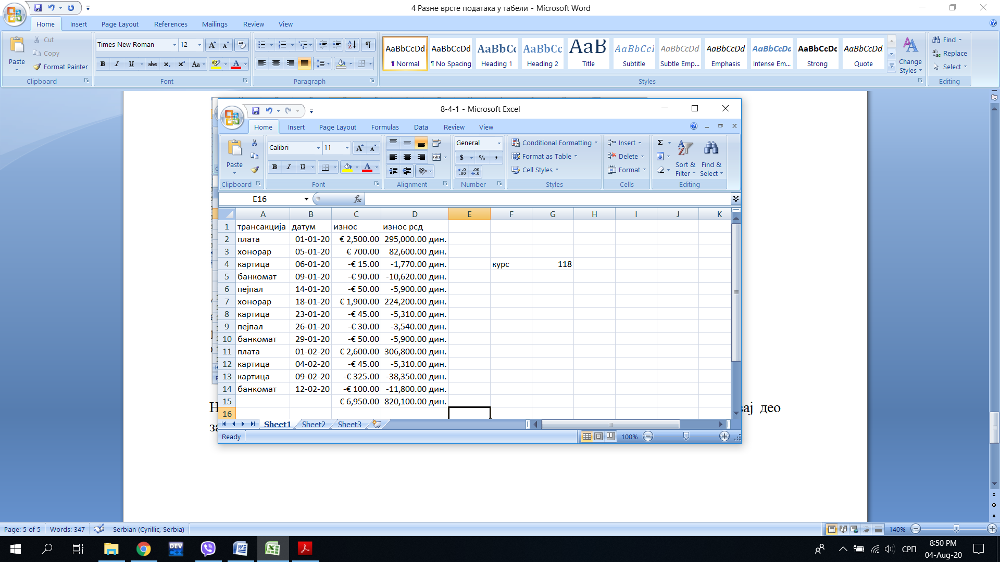 4 Разне врсте података у табели - Microsoft Word
Home Insert Page Layout References Mailings Review View
Paste
Cut
Copy
Format Painter
Clipboard
Times New Roman 12
Font
Paragraph
AaBbCcDd AaBbCcDd AaBbCc AaBbCc AaB AaBbCcI AaBbCcDd AaBbCcDd AaBbCcDd AaBbCcDd AaBbCcDd
¶ Normal ¶ No Spacing Heading 1 Heading 2 Title Subtitle Subtle Emp... Emphasis Intense Em... Strong Quote
Change Styles
Styles
Find
Replace
Select
Editing
8-4-1 - Microsoft Excel
Home Insert Page Layout Formulas Data Review View
Paste
Clipboard
Calibri 11
Font
Alignment
General
$ % ,
Number
Conditional Formatting
Format as Table
Cell Styles
Styles
Insert
Delete
Format
Cells
Sort & Filter
Find & Select
Editing
E16 fx
A B C D E F G H I J K
1 трансакција датум износ износ рсд
2 плата 01-01-20 € 2,500.00 295,000.00 дин.
3 хонорар 05-01-20 € 700.00 82,600.00 дин.
4 картица 06-01-20 -€ 15.00 -1,770.00 дин. курс 118
5 банкомат 09-01-20 -€ 90.00 -10,620.00 дин.
6 пејпал 14-01-20 -€ 50.00 -5,900.00 дин.
7 хонорар 18-01-20 € 1,900.00 224,200.00 дин.
8 картица 23-01-20 -€ 45.00 -5,310.00 дин.
9 пејпал 26-01-20 -€ 30.00 -3,540.00 дин.
10 банкомат 29-01-20 -€ 50.00 -5,900.00 дин.
11 плата 01-02-20 € 2,600.00 306,800.00 дин.
12 картица 04-02-20 -€ 45.00 -5,310.00 дин.
13 картица 09-02-20 -€ 325.00 -38,350.00 дин.
14 банкомат 12-02-20 -€ 100.00 -11,800.00 дин.
15 € 6,950.00 820,100.00 дин.
16
Sheet1 Sheet2 Sheet3
Ready 100%
део
Page: 5 of 5 Words: 347 Serbian (Cyrillic, Serbia) 140%
DEV
СРП
8:50 PM
04-Aug-20